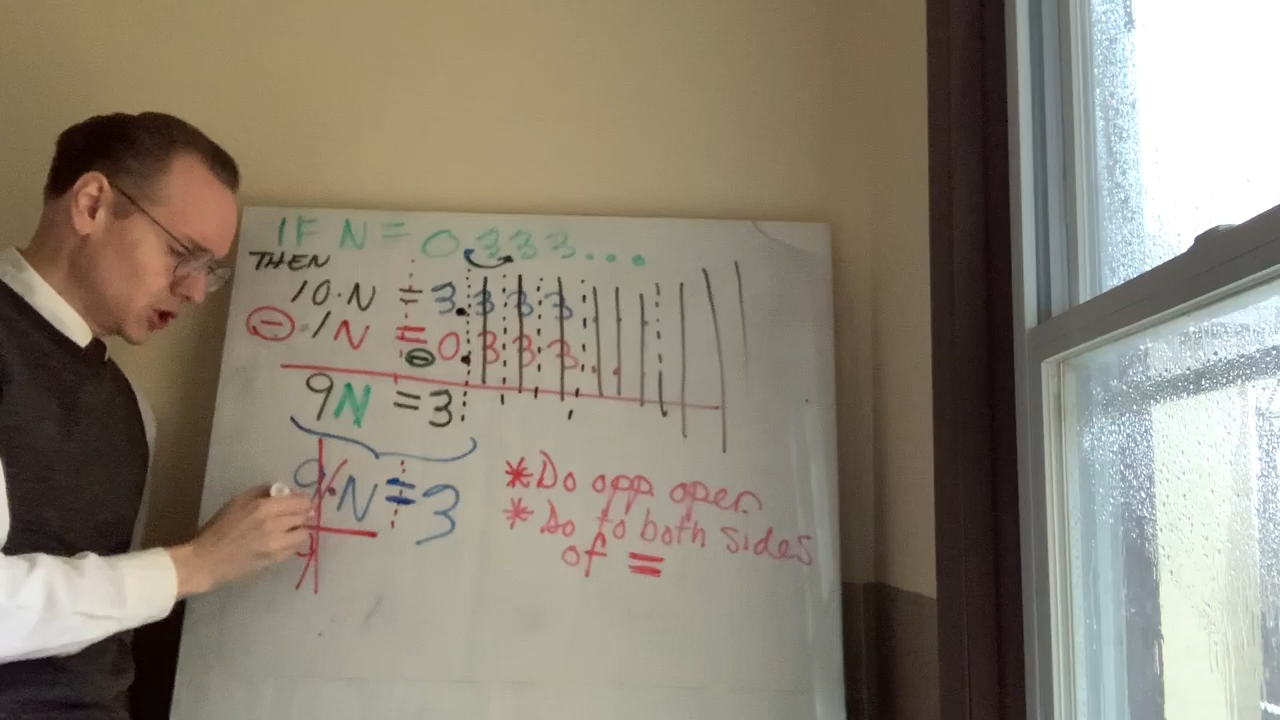 IF N = 0.333...
THEN
10·N = 3.333...
⊖ ·1N = ⊖ 0.333...
9N = 3
9·N = 3
* Do opp. oper.
* Do to both sides
of =